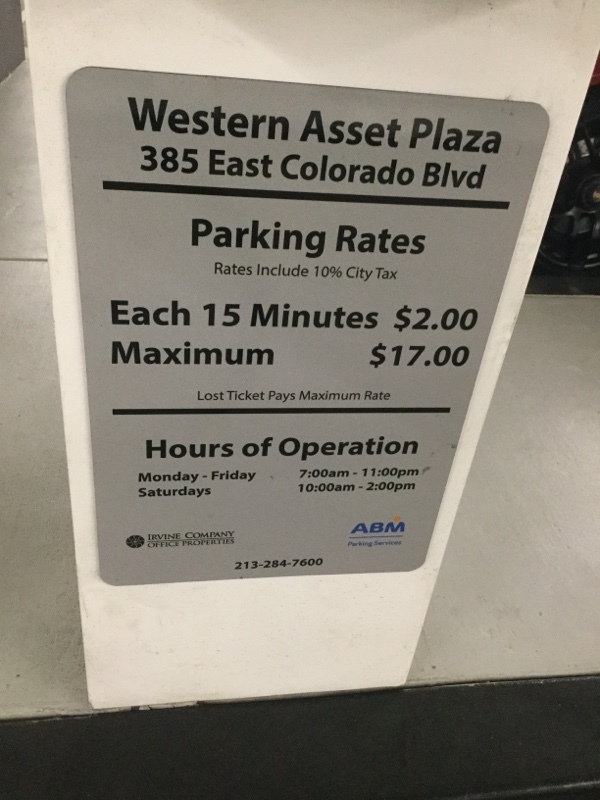 Western Asset Plaza
385 East Colorado Blvd
Parking Rates
Rates Include 10% City Tax
Each 15 Minutes $2.00
Maximum $17.00
Lost Ticket Pays Maximum Rate
Hours of Operation
Monday - Friday 7:00am - 11:00pm
Saturdays 10:00am - 2:00pm
IRVINE COMPANY
OFFICE PROPERTIES
ABM
Parking Services
213-284-7600